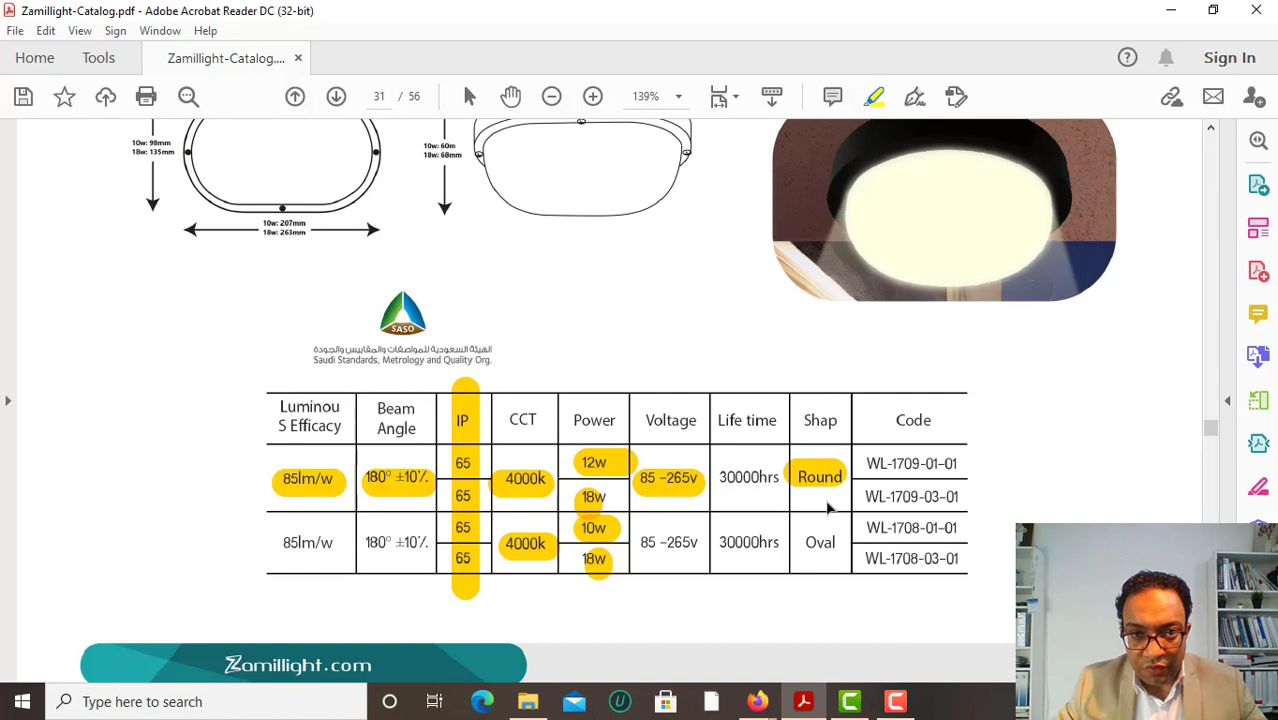 Zamillight-Catalog.pdf - Adobe Acrobat Reader DC (32-bit)
File Edit View Sign Window Help
Home Tools Zamillight-Catalog.... × Sign In
31 / 56 139%
10w: 98mm
18w: 135mm
10w: 60m
18w: 68mm
10w: 207mm
18w: 263mm
SASO
الهيئة السعودية للمواصفات والمقاييس والجودة
Saudi Standards, Metrology and Quality Org.
Luminou S Efficacy Beam Angle IP CCT Power Voltage Life time Shap Code
85lm/w 180° ±10٪ 65 4000k 12w 85 -265v 30000hrs Round WL-1709-01-01
65 18w WL-1709-03-01
85lm/w 180° ±10٪ 65 4000k 10w 85 -265v 30000hrs Oval WL-1708-01-01
65 18w WL-1708-03-01
Zamillight.com
Type here to search